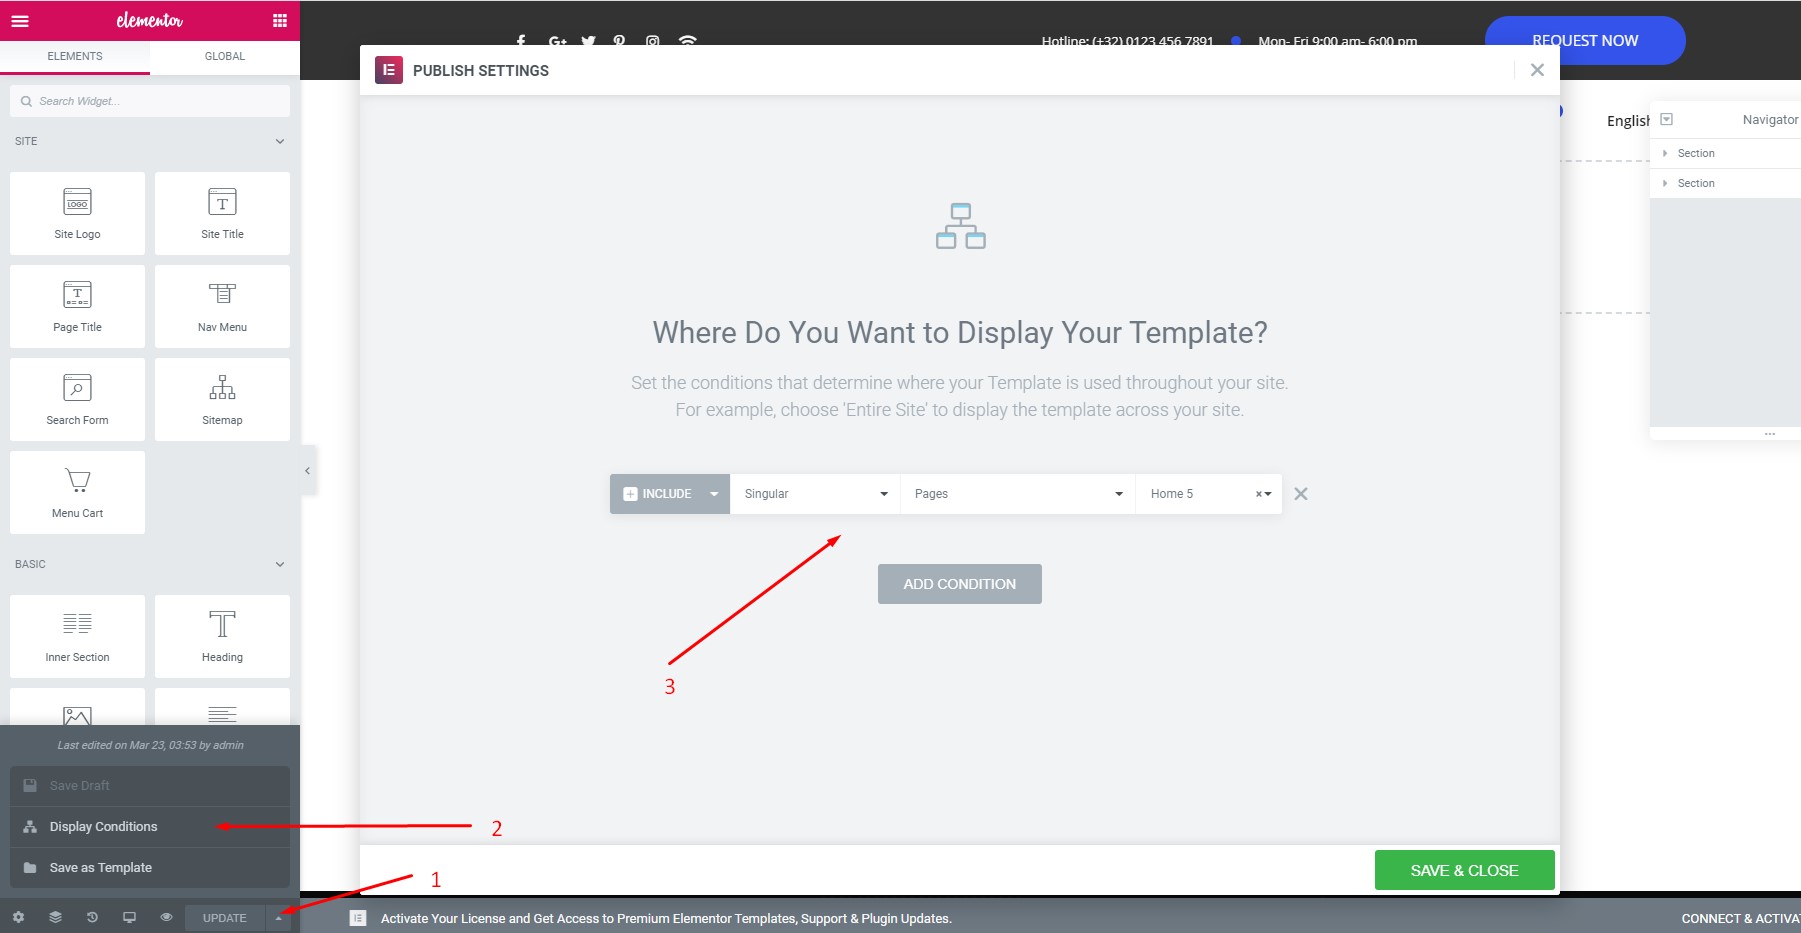 elementor
ELEMENTS
GLOBAL
Search Widget...
SITE
LOGO
Site Logo
T
Site Title
T
Page Title
Nav Menu
Search Form
Sitemap
Menu Cart
BASIC
Inner Section
Heading
Last edited on Mar 23, 03:53 by admin
Save Draft
Display Conditions
Save as Template
UPDATE
Hotline: (+32) 0123 456 7891
Mon- Fri 9:00 am- 6:00 pm
REQUEST NOW
PUBLISH SETTINGS
Where Do You Want to Display Your Template?
Set the conditions that determine where your Template is used throughout your site.
For example, choose 'Entire Site' to display the template across your site.
INCLUDE
Singular
Pages
Home 5
ADD CONDITION
3
2
1
SAVE & CLOSE
English
Navigator
Section
Section
Activate Your License and Get Access to Premium Elementor Templates, Support & Plugin Updates.
CONNECT & ACTIVA